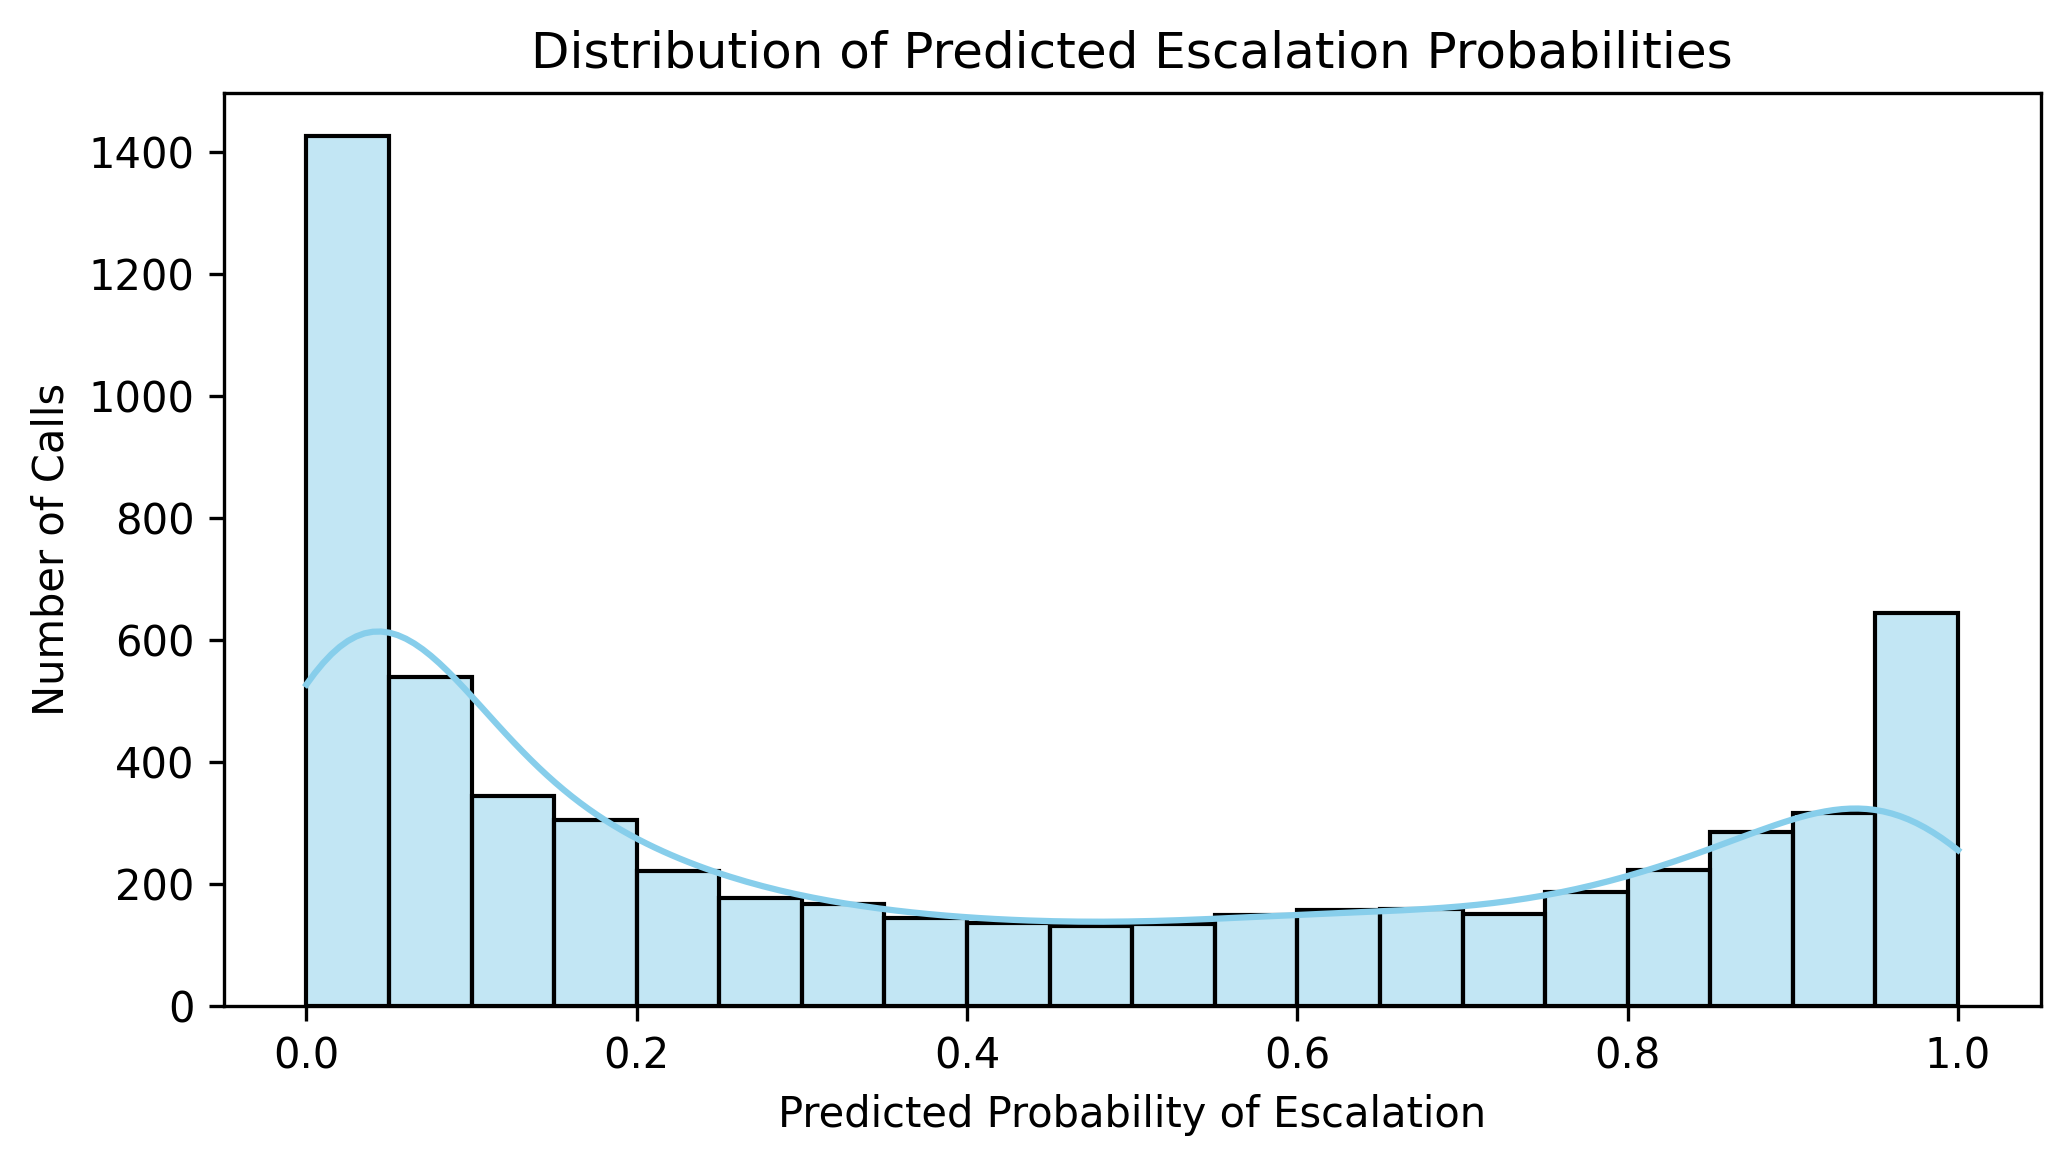 Distribution of Predicted Escalation Probabilities
Number of Calls
1400
1200
1000
800
600
400
200
0
0.0 0.2 0.4 0.6 0.8 1.0
Predicted Probability of Escalation